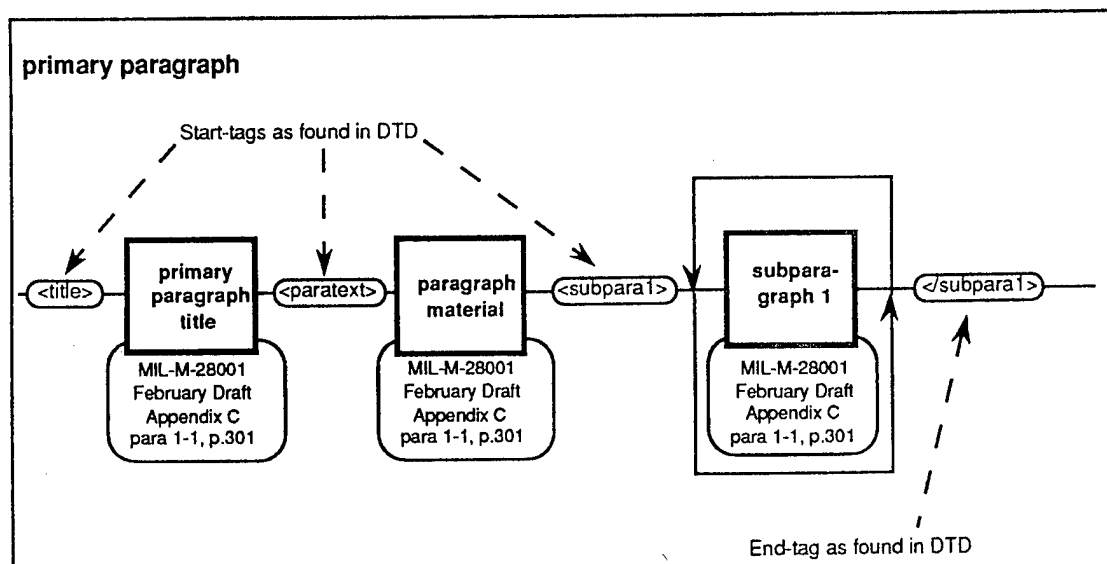 primary paragraph
Start-tags as found in DTD
<title>
primary
paragraph
title
MIL-M-28001
February Draft
Appendix C
para 1-1, p.301
<paratext>
paragraph
material
MIL-M-28001
February Draft
Appendix C
para 1-1, p.301
<subpara1>
subpara-
graph 1
MIL-M-28001
February Draft
Appendix C
para 1-1, p.301
</subpara1>
End-tag as found in DTD